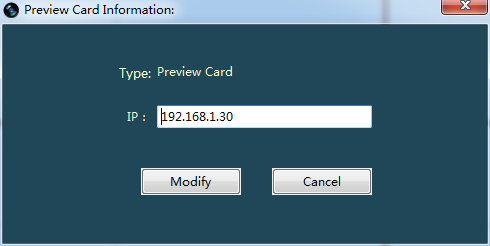 Preview Card Information:
Type: Preview Card
IP : 192.168.1.30
Modify Cancel